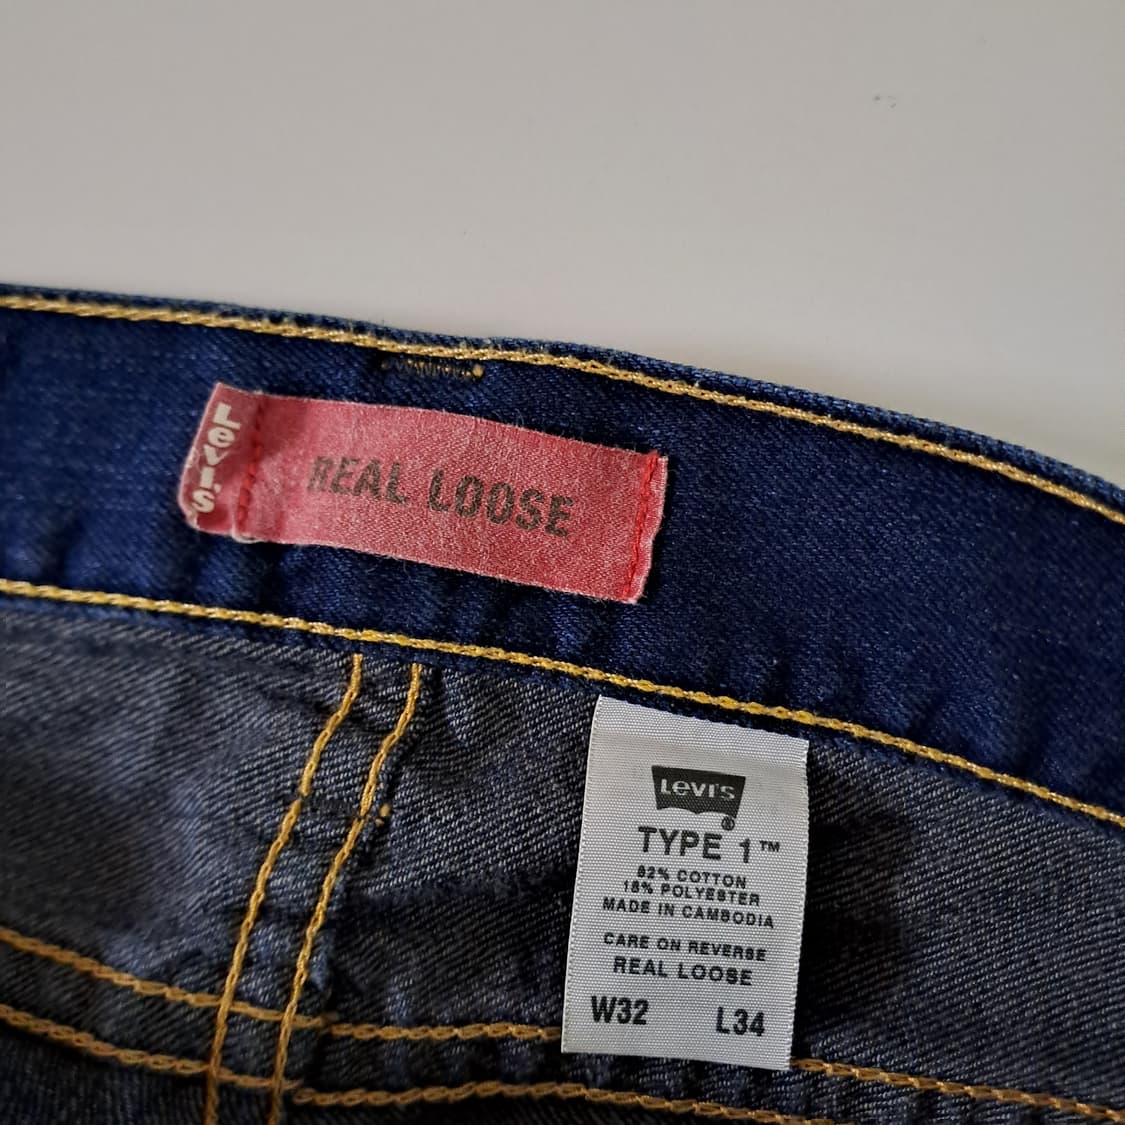 Levi's
REAL LOOSE
Levi's
®
TYPE 1™
82% COTTON
18% POLYESTER
MADE IN CAMBODIA
CARE ON REVERSE
REAL LOOSE
W32 L34